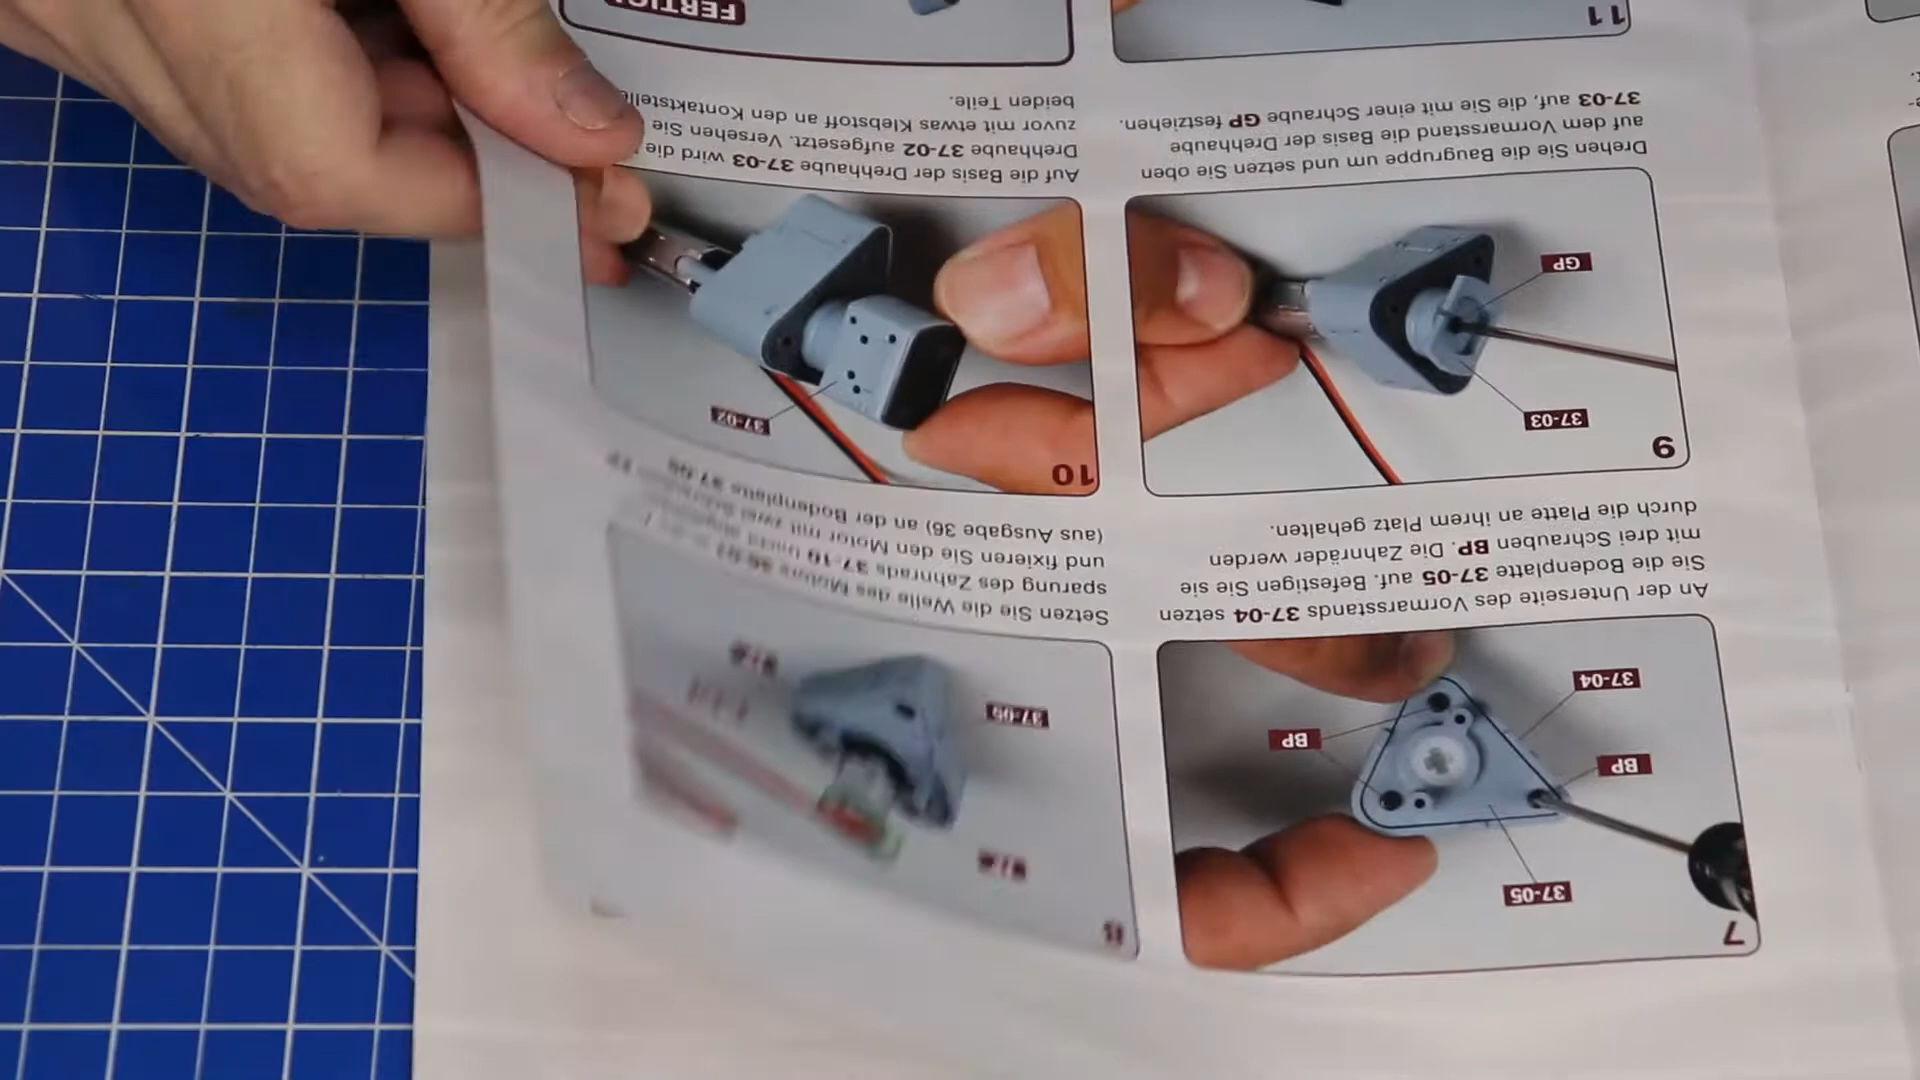 7
37-05
BP
BP
37-04
An der Unterseite des Vormarsstands 37-04 setzen
Sie die Bodenplatte 37-05 auf. Befestigen Sie sie
mit drei Schrauben BP. Die Zahnräder werden
durch die Platte an ihrem Platz gehalten.
8
Setzen Sie die Welle des Motors
sparung des Zahnrads 37-10
und fixieren Sie den Motor mit zwei
(aus Ausgabe 36) an der Bodenplatte
9
37-03
GP
Drehen Sie die Baugruppe um und setzen Sie oben
auf dem Vormarsstand die Basis der Drehhaube
37-03 auf, die Sie mit einer Schraube GP festziehen.
10
37-02
Auf die Basis der Drehhaube 37-03 wird die
Drehhaube 37-02 aufgesetzt. Versehen Sie
zuvor mit etwas Klebstoff an den
beiden Teile.
11